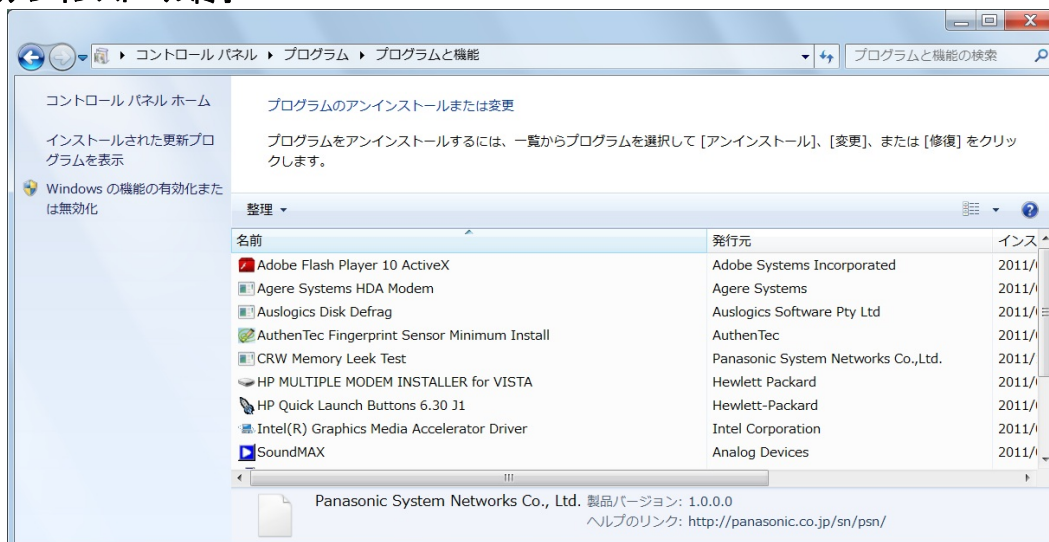 コントロール パネル ▸ プログラム ▸ プログラムと機能
プログラムと機能の検索
コントロール パネル ホーム
インストールされた更新プロ
グラムを表示
Windows の機能の有効化また
は無効化
プログラムのアンインストールまたは変更
プログラムをアンインストールするには、一覧からプログラムを選択して [アンインストール]、[変更]、または [修復] をクリッ
クします。
整理
名前 発行元 インス
Adobe Flash Player 10 ActiveX Adobe Systems Incorporated 2011/
Agere Systems HDA Modem Agere Systems 2011/
Auslogics Disk Defrag Auslogics Software Pty Ltd 2011/
AuthenTec Fingerprint Sensor Minimum Install AuthenTec 2011/
CRW Memory Leek Test Panasonic System Networks Co.,Ltd. 2011/
HP MULTIPLE MODEM INSTALLER for VISTA Hewlett Packard 2011/
HP Quick Launch Buttons 6.30 J1 Hewlett-Packard 2011/
Intel(R) Graphics Media Accelerator Driver Intel Corporation 2011/
SoundMAX Analog Devices 2011/
Panasonic System Networks Co., Ltd. 製品バージョン: 1.0.0.0
ヘルプのリンク: http://panasonic.co.jp/sn/psn/